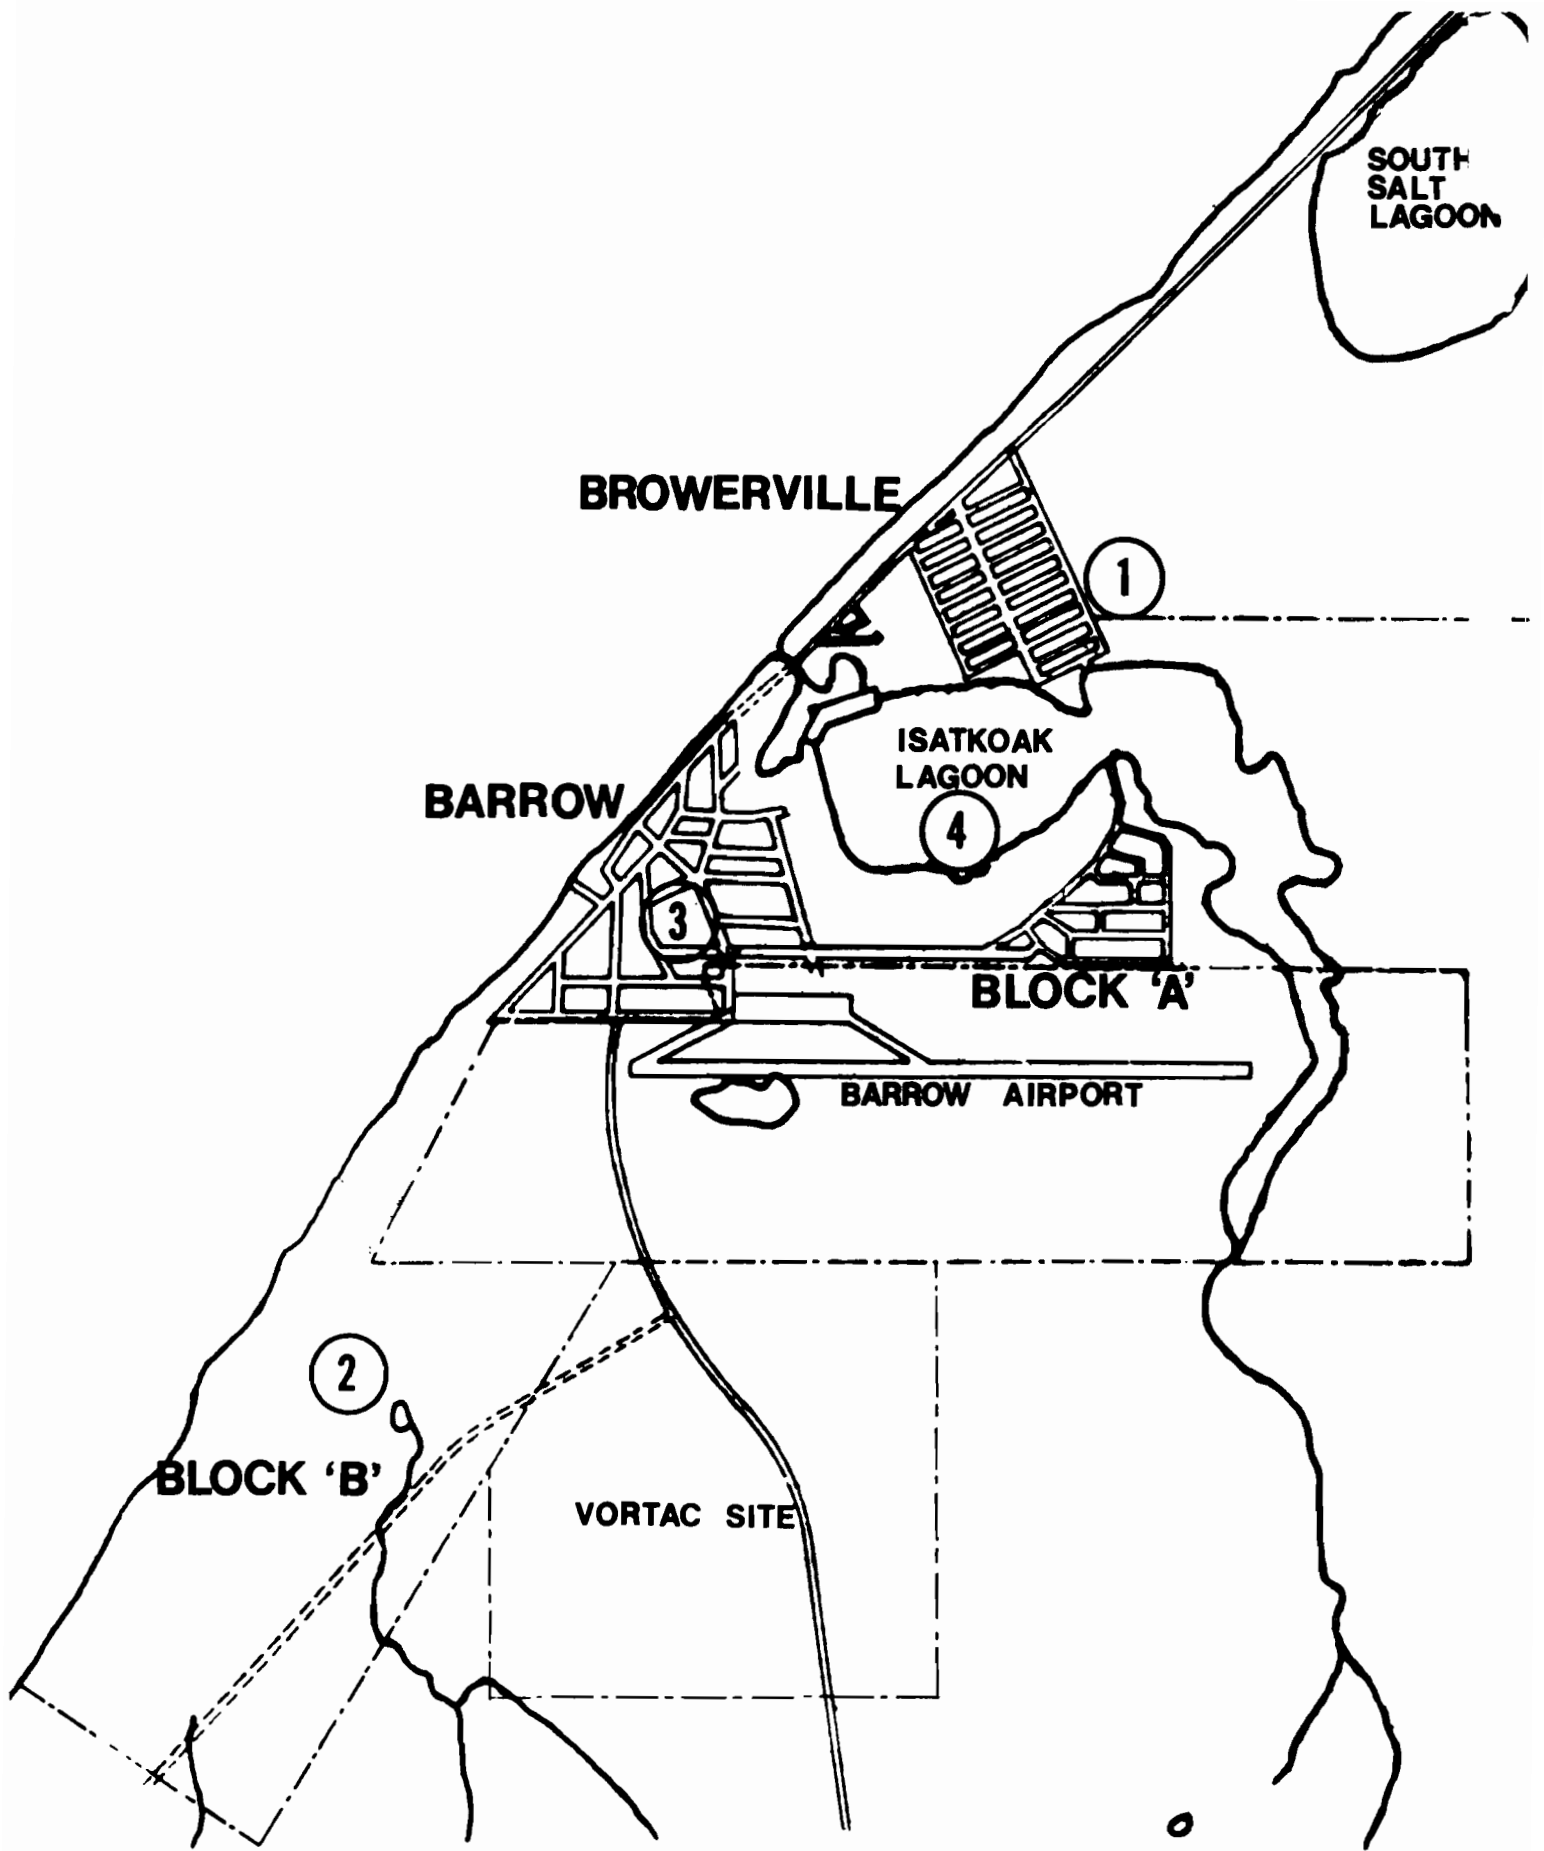 SOUTH
SALT
LAGOON
BROWERVILLE
1
ISATKOAK
LAGOON
BARROW
4
3
BLOCK 'A'
BARROW AIRPORT
2
BLOCK 'B'
VORTAC SITE